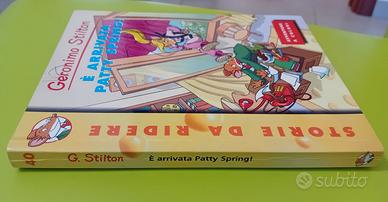 Geronimo Stilton
È ARRIVATA
PATTY SPRING!
STORIE DA RIDERE
40
G. Stilton
È arrivata Patty Spring!
subito